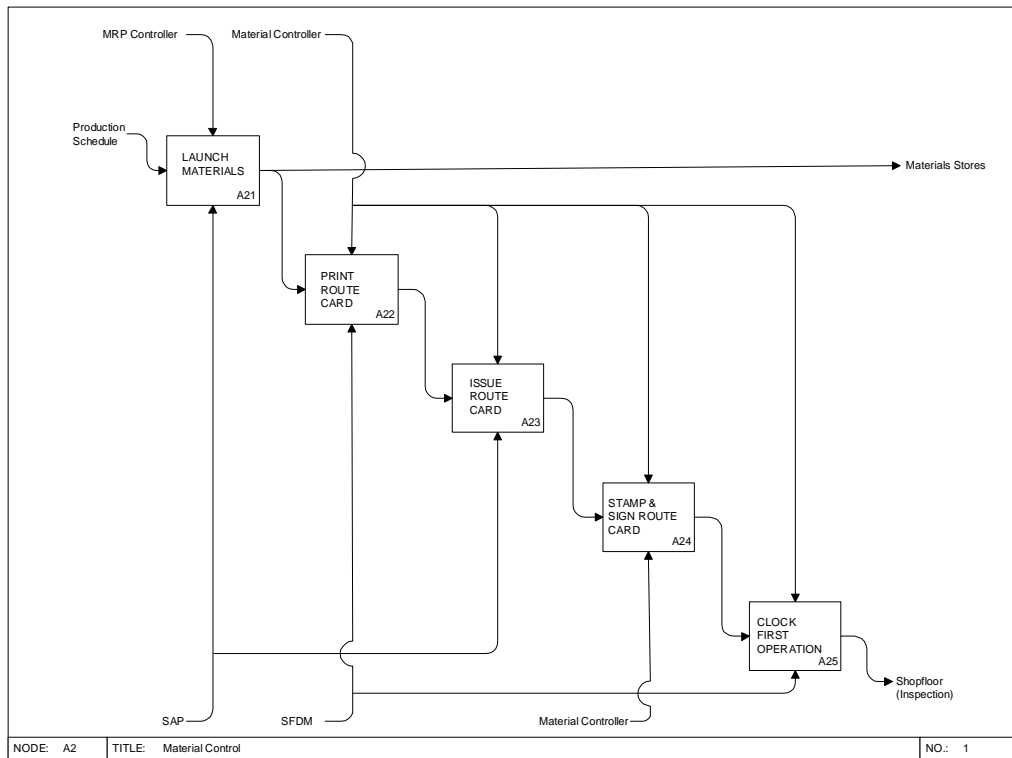 MRP Controller
Material Controller
Production
Schedule
LAUNCH
MATERIALS
A21
Materials Stores
PRINT
ROUTE
CARD
A22
ISSUE
ROUTE
CARD
A23
STAMP &
SIGN ROUTE
CARD
A24
CLOCK
FIRST
OPERATION
A25
Shopfloor
(Inspection)
SAP
SFDM
Material Controller
NODE: A2
TITLE: Material Control
NO.: 1